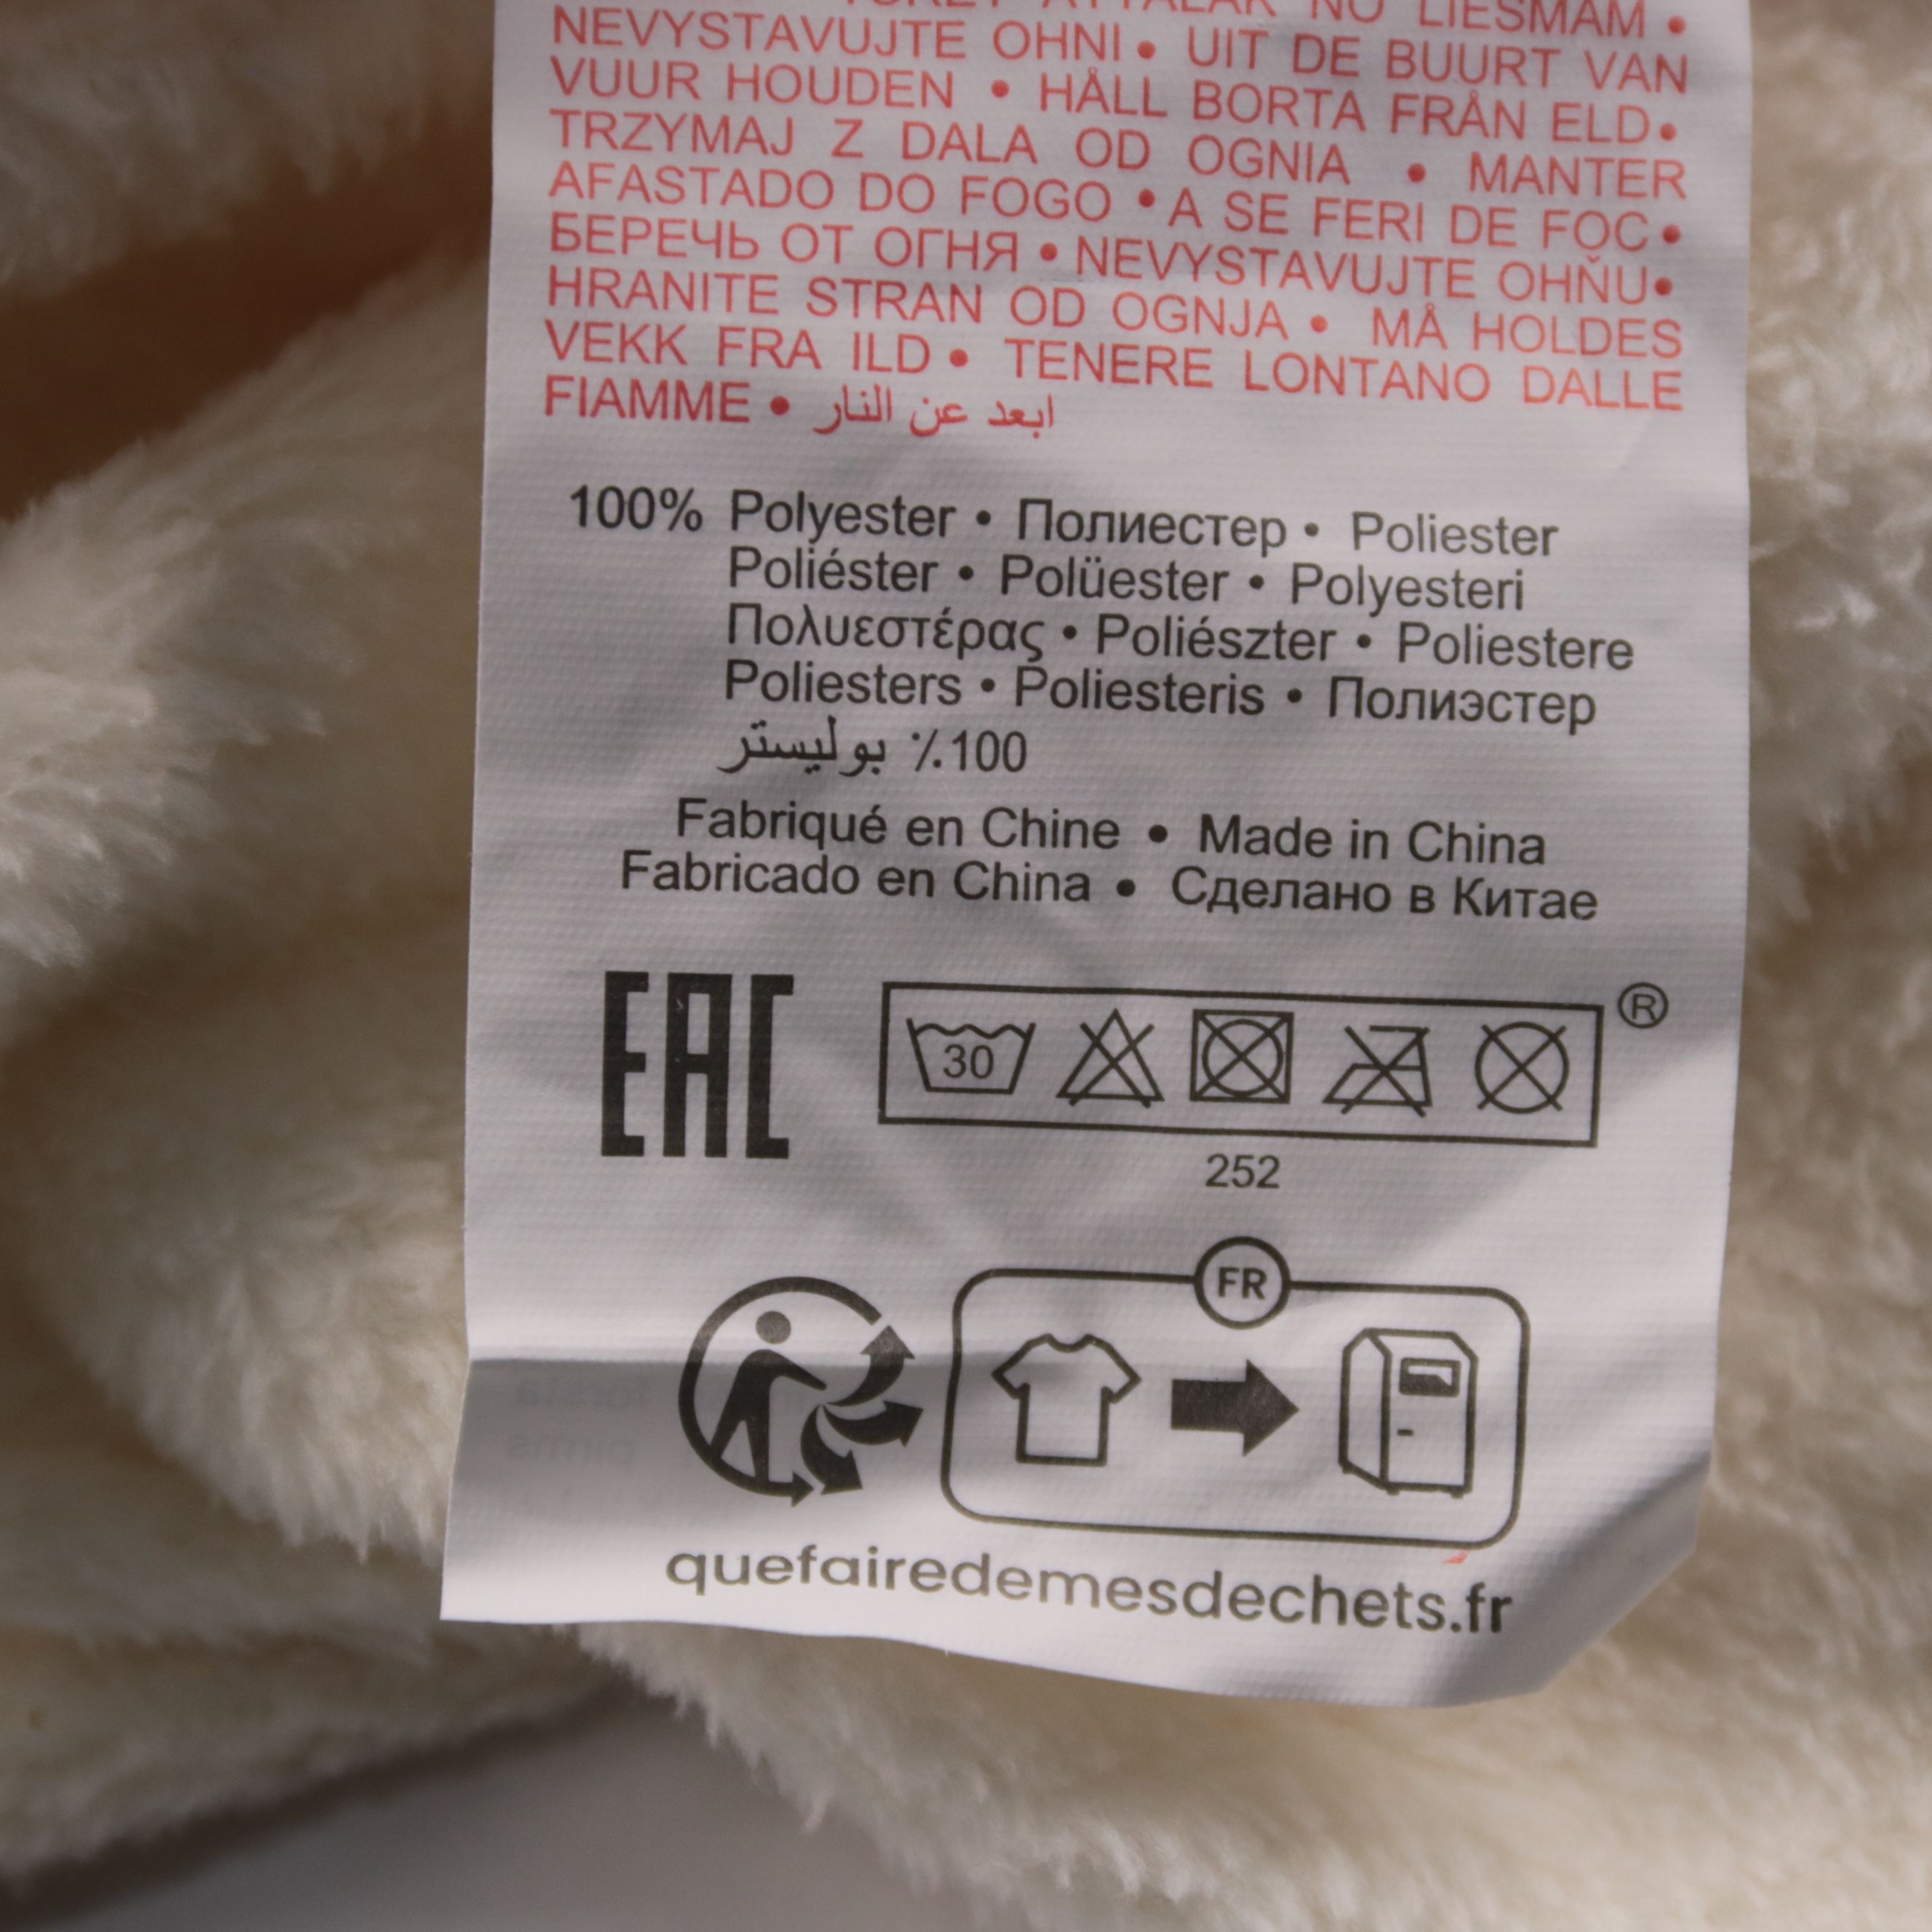 NO LIESMAM •
NEVYSTAVUJTE OHNI • UIT DE BUURT VAN
VUUR HOUDEN • HÅLL BORTA FRÅN ELD •
TRZYMAJ Z DALA OD OGNIA • MANTER
AFASTADO DO FOGO • A SE FERI DE FOC •
БЕРЕЧЬ ОТ ОГНЯ • NEVYSTAVUJTE OHŇU •
HRANITE STRAN OD OGNJA • MÅ HOLDES
VEKK FRA ILD • TENERE LONTANO DALLE
FIAMME • ابعد عن النار
100% Polyester • Полиестер • Poliester
Poliéster • Polüester • Polyesteri
Πολυεστέρας • Poliészter • Poliestere
Poliesters • Poliesteris • Полиэстер
100٪ بوليستر
Fabriqué en Chine • Made in China
Fabricado en China • Сделано в Китае
EAC
30
®
252
FR
quefairedemesdechets.fr